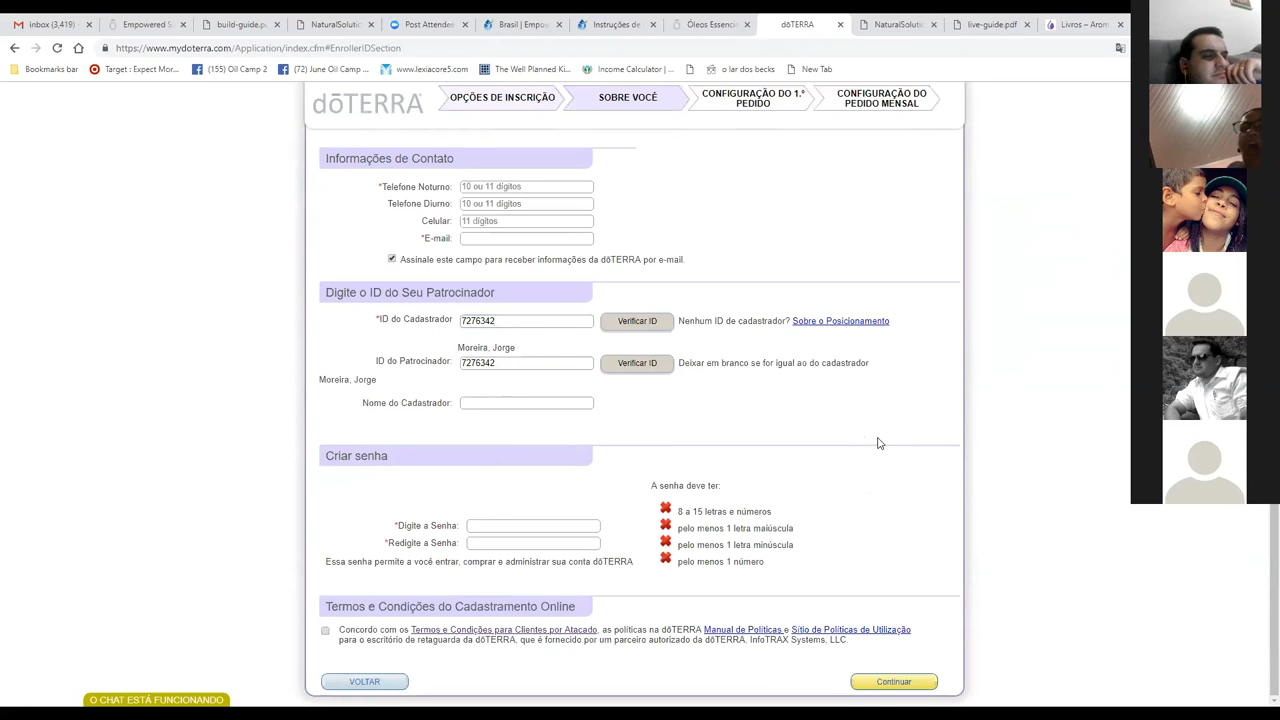 inbox (3,419)
Empowered S
build-guide.p
NaturalSolution
Post Attendee
Brasil | Empow
Instruções de
Óleos Essenci
dōTERRA
NaturalSolution
live-guide.pdf
Livros – Arom
https://www.mydoterra.com/Application/index.cfm#EnrollerIDSection
Bookmarks bar
Target : Expect Mor...
(155) Oil Camp 2
(72) June Oil Camp ...
www.lexiacore5.com
The Well Planned Ki...
Income Calculator | ...
o lar dos becks
New Tab
dōTERRA
OPÇÕES DE INSCRIÇÃO
SOBRE VOCÊ
CONFIGURAÇÃO DO 1.º
PEDIDO
CONFIGURAÇÃO DO
PEDIDO MENSAL
Informações de Contato
*Telefone Noturno: 10 ou 11 dígitos
Telefone Diurno: 10 ou 11 dígitos
Celular: 11 dígitos
*E-mail:
Assinale este campo para receber informações da dōTERRA por e-mail.
Digite o ID do Seu Patrocinador
*ID do Cadastrador 7276342 Verificar ID Nenhum ID de cadastrador? Sobre o Posicionamento
Moreira, Jorge
ID do Patrocinador: 7276342 Verificar ID Deixar em branco se for igual ao do cadastrador
Moreira, Jorge
Nome do Cadastrador:
Criar senha
A senha deve ter:
8 a 15 letras e números
pelo menos 1 letra maiúscula
pelo menos 1 letra minúscula
pelo menos 1 número
*Digite a Senha:
*Redigite a Senha:
Essa senha permite a você entrar, comprar e administrar sua conta dōTERRA
Termos e Condições do Cadastramento Online
Concordo com os Termos e Condições para Clientes por Atacado, as políticas na dōTERRA Manual de Políticas e Sítio de Políticas de Utilização
para o escritório de retaguarda da dōTERRA, que é fornecido por um parceiro autorizado da dōTERRA, InfoTRAX Systems, LLC.
VOLTAR
Continuar
O CHAT ESTÁ FUNCIONANDO